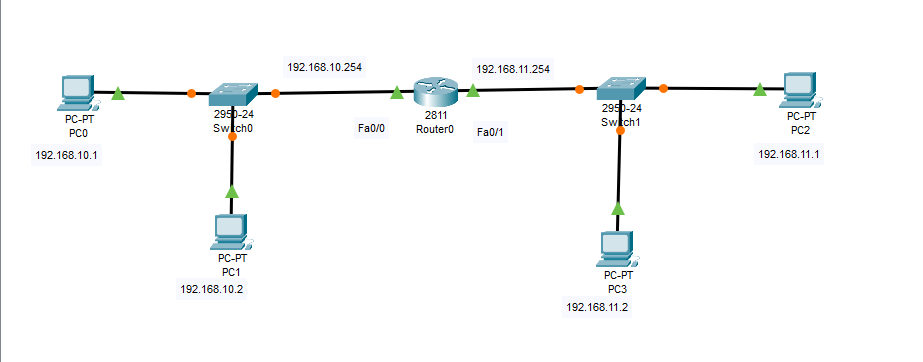 192.168.10.254
192.168.11.254
PC-PT
PC0
192.168.10.1
2950-24
Switch0
Fa0/0
2811
Router0
Fa0/1
2950-24
Switch1
PC-PT
PC2
192.168.11.1
PC-PT
PC1
192.168.10.2
PC-PT
PC3
192.168.11.2